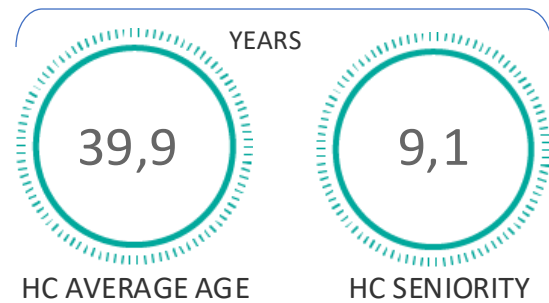 YEARS
39,9
9,1
HC AVERAGE AGE
HC SENIORITY